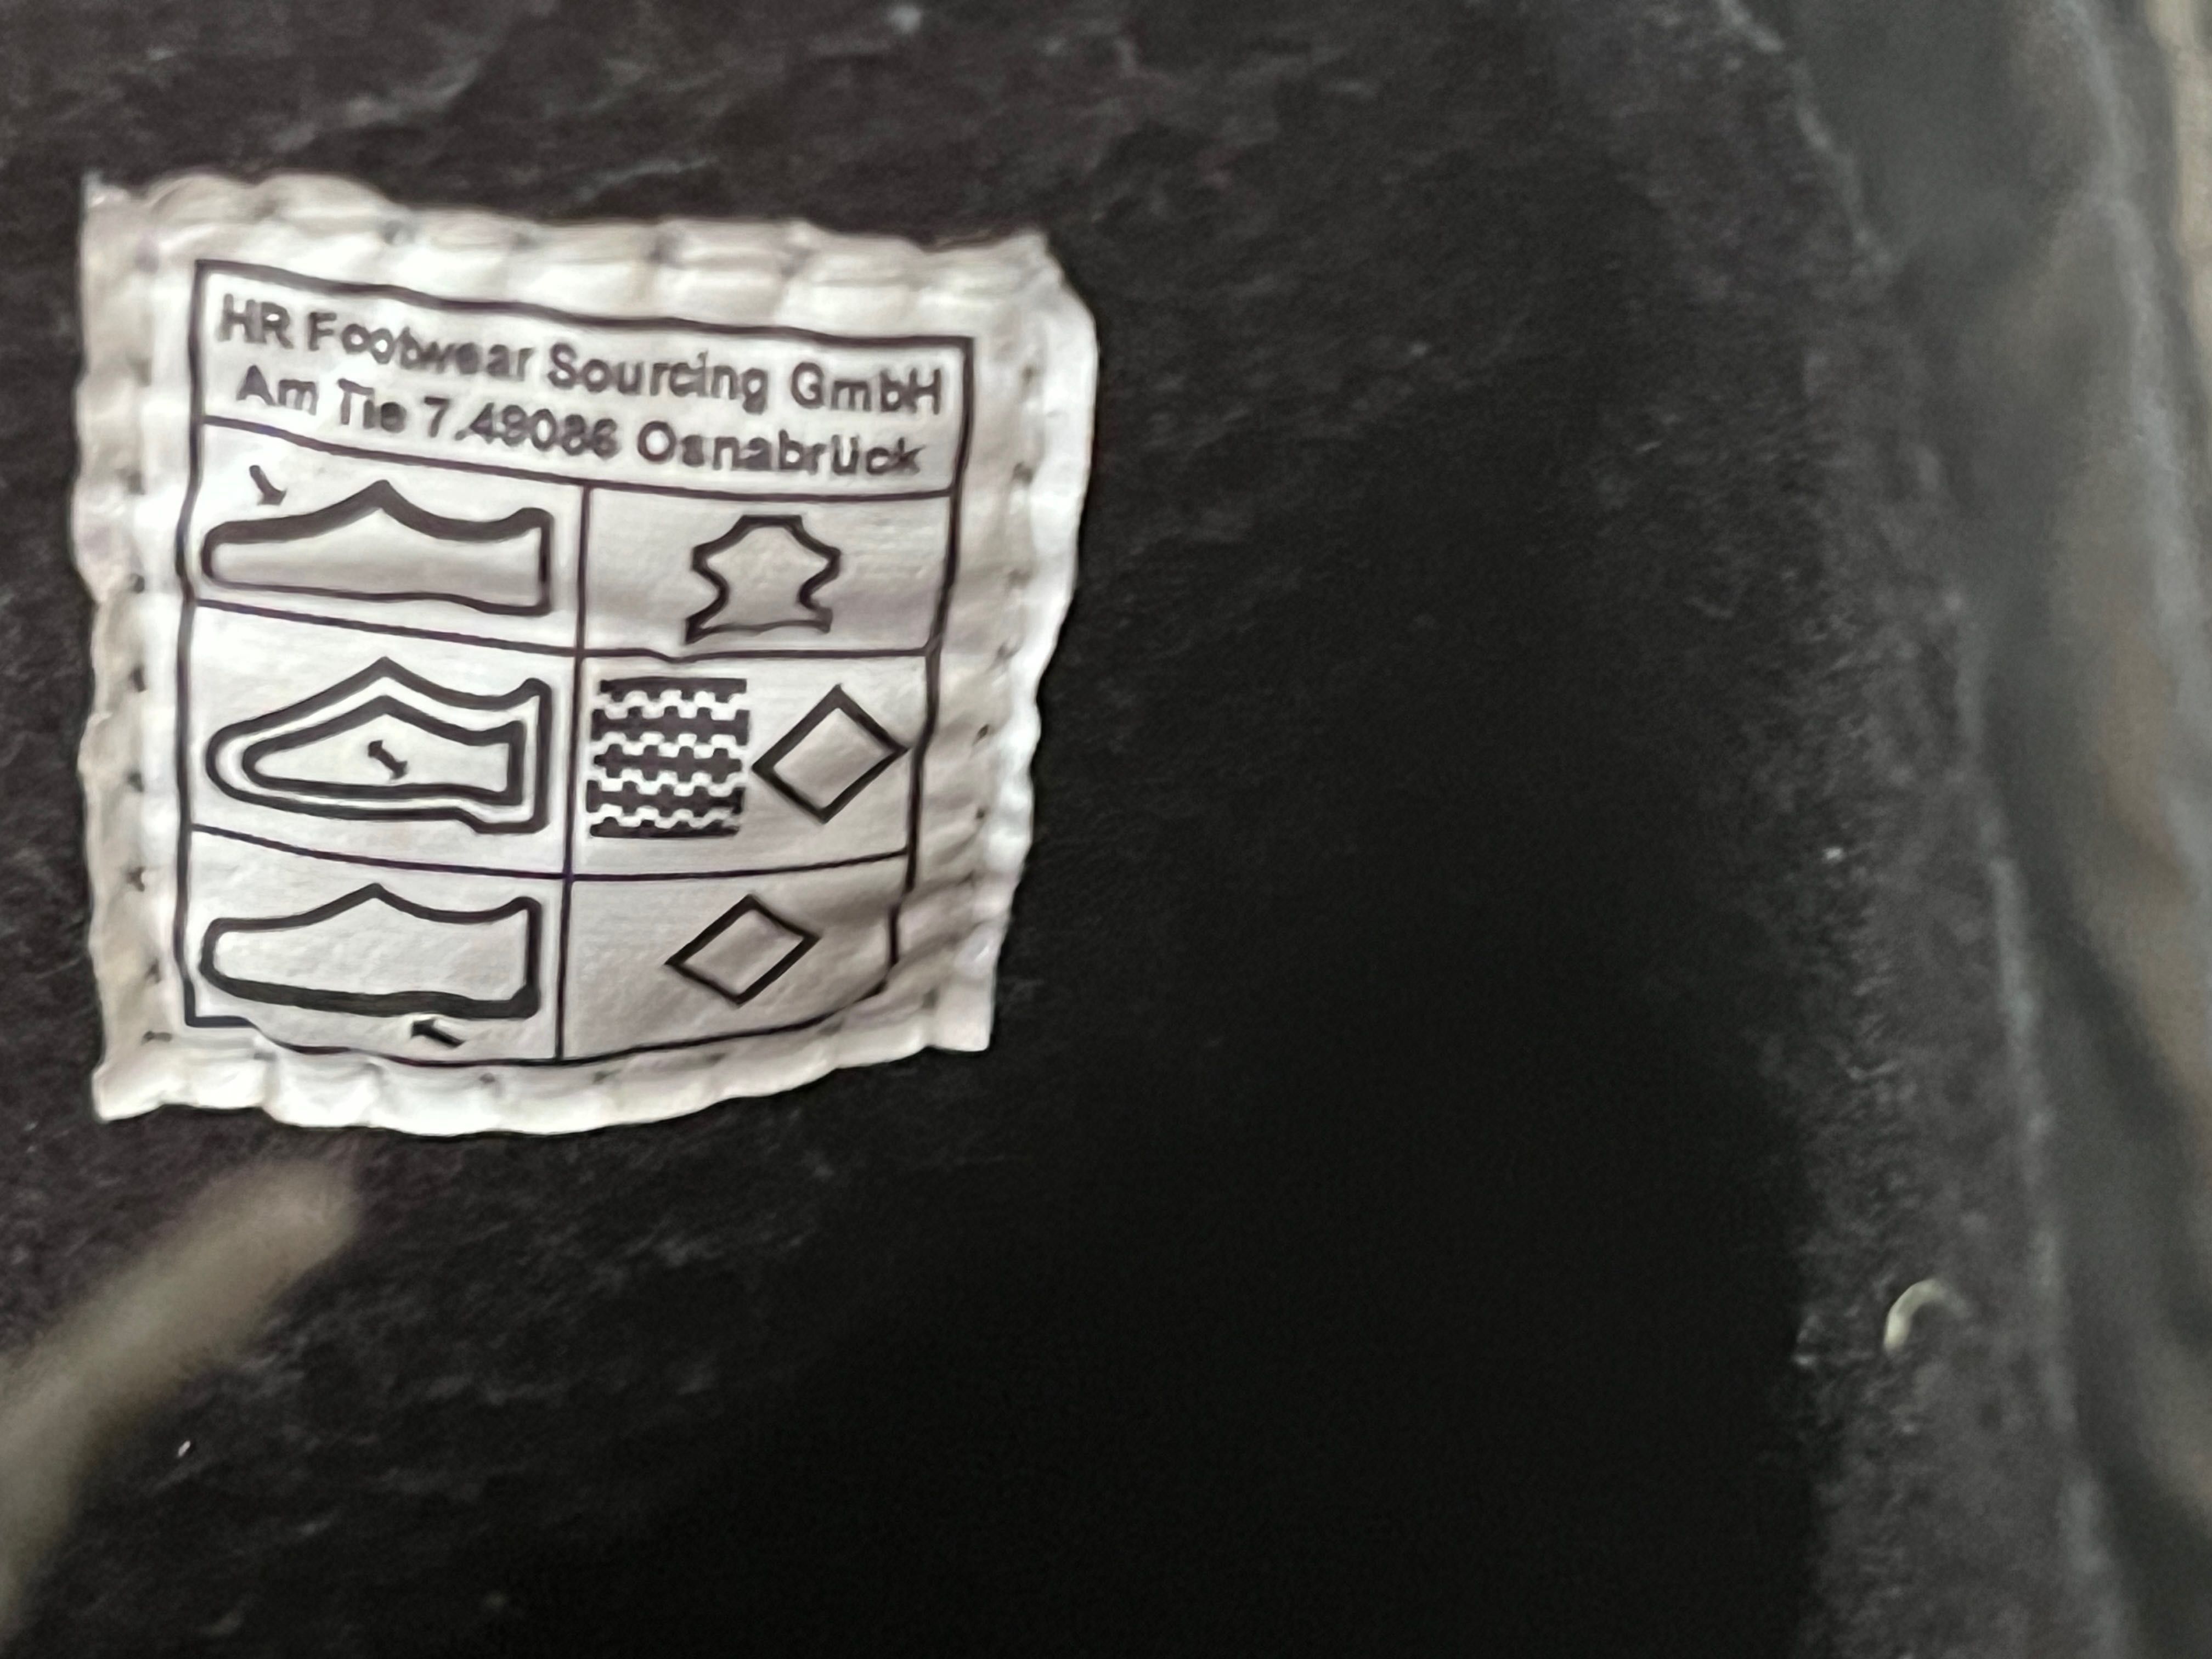 HR Footwear Sourcing GmbH
Am Tie 7.49086 Osnabrück